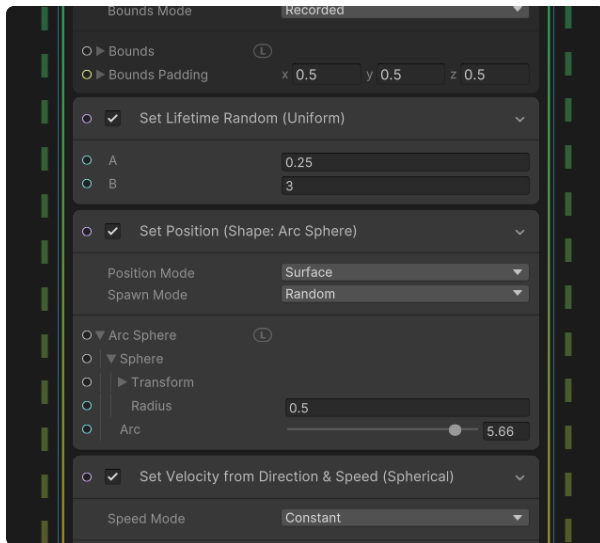 Bounds Mode Recorded
Bounds L
Bounds Padding x 0.5 y 0.5 z 0.5
Set Lifetime Random (Uniform)
A 0.25
B 3
Set Position (Shape: Arc Sphere)
Position Mode Surface
Spawn Mode Random
Arc Sphere L
Sphere
Transform
Radius 0.5
Arc 5.66
Set Velocity from Direction & Speed (Spherical)
Speed Mode Constant